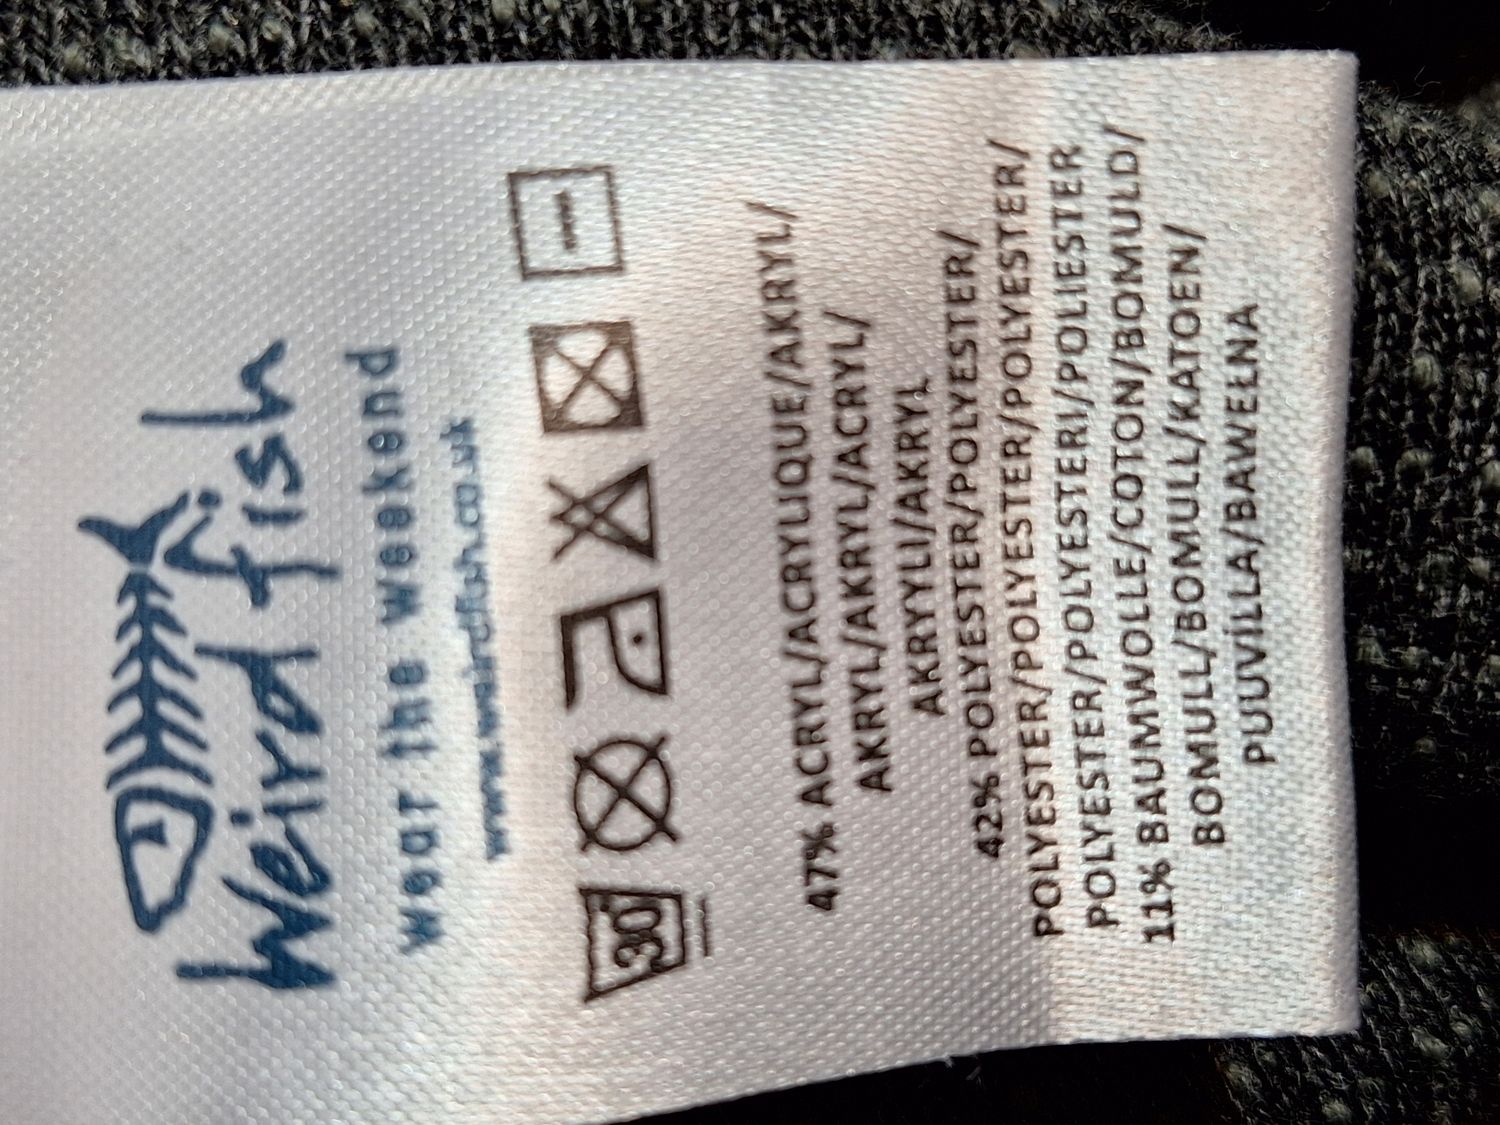 Weird fish
wear the weekend
www.weirdfish.co.uk
30
47% ACRYL/ACRYLIQUE/AKRYL/
AKRYL/AKRYL/ACRYL/
AKRYYLI/AKRYL
42% POLYESTER/POLYESTER/
POLYESTER/POLYESTER/POLYESTER/
POLYESTER/POLYESTERI/POLIESTER
11% BAUMWOLLE/COTON/BOMULD/
BOMULL/BOMULL/KATOEN/
PUUVILLA/BAWEŁNA